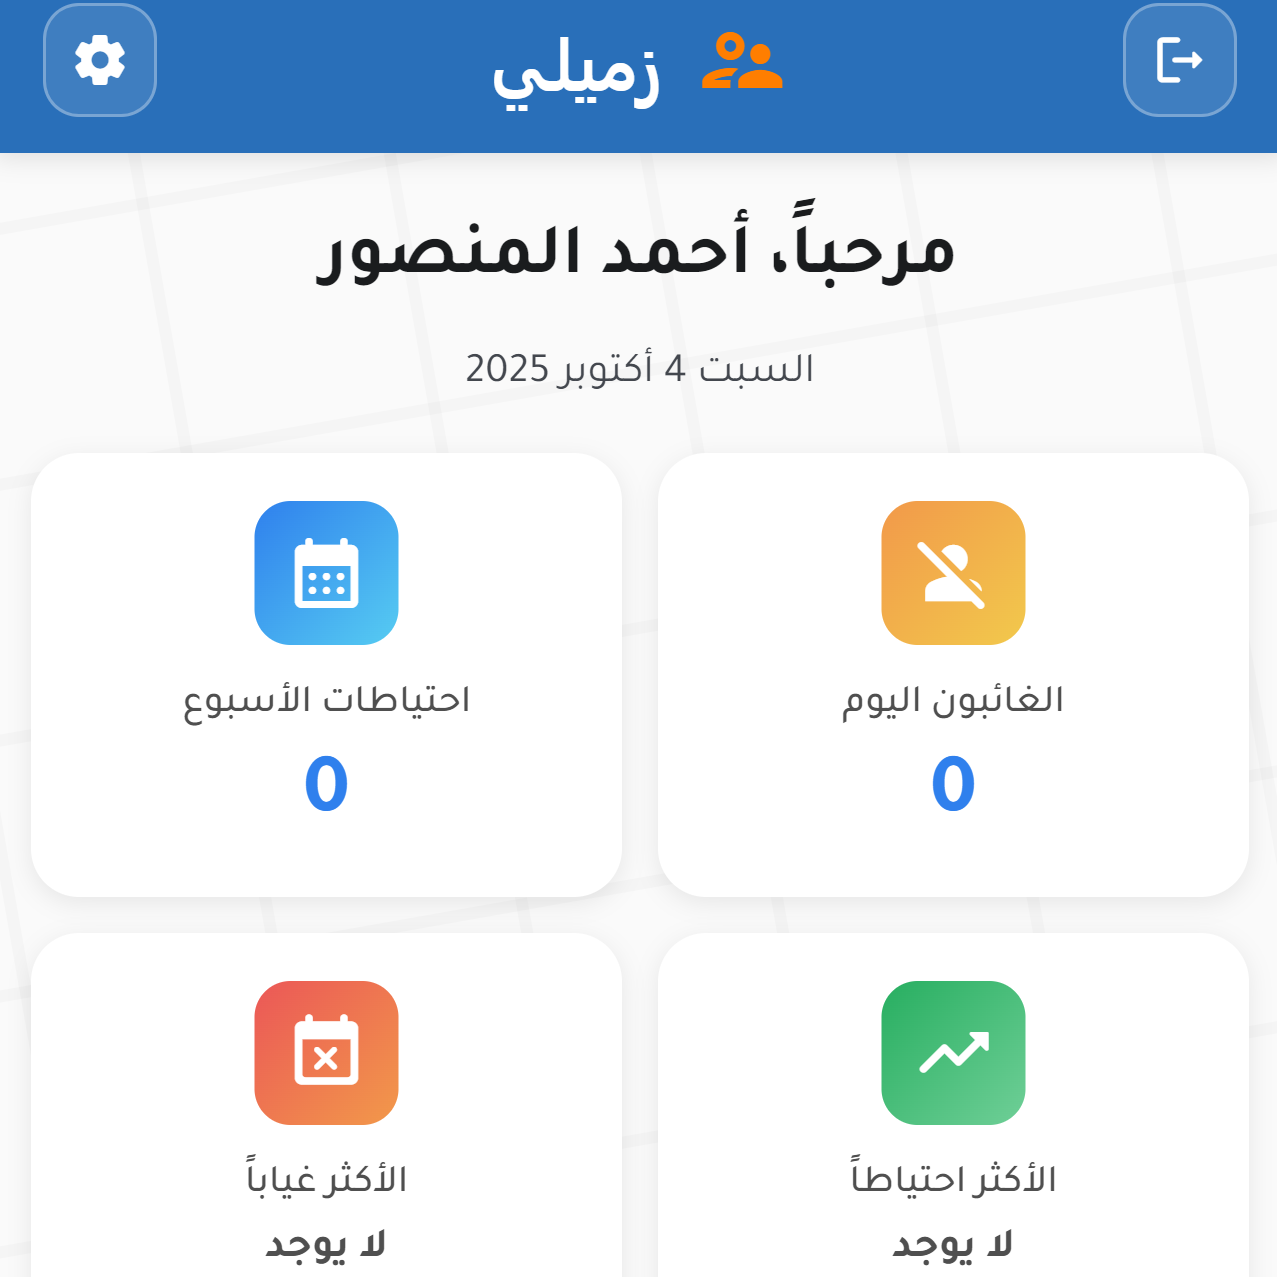 زميلي
مرحباً، أحمد المنصور
السبت 4 أكتوبر 2025
الغائبون اليوم
0
احتياطات الأسبوع
0
الأكثر احتياطاً
لا يوجد
الأكثر غياباً
لا يوجد